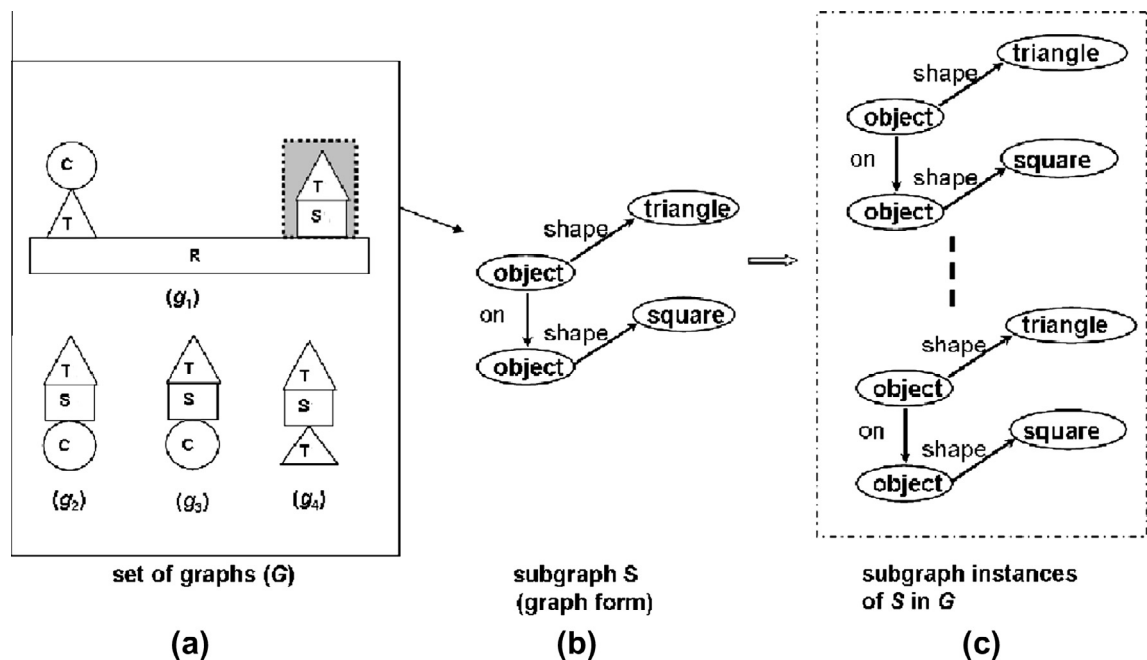 C
T
T
S
R
(g1)
T
S
C
(g2)
T
S
C
(g3)
T
S
T
(g4)
set of graphs (G)
(a)
triangle
shape
object
on
square
shape
object
subgraph S
(graph form)
(b)
triangle
shape
object
on
square
shape
object
triangle
shape
object
on
square
shape
object
subgraph instances
of S in G
(c)